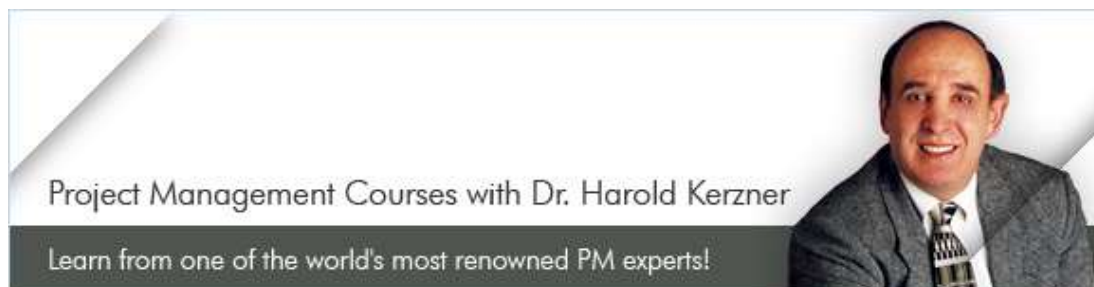 Project Management Courses with Dr. Harold Kerzner
Learn from one of the world's most renowned PM experts!